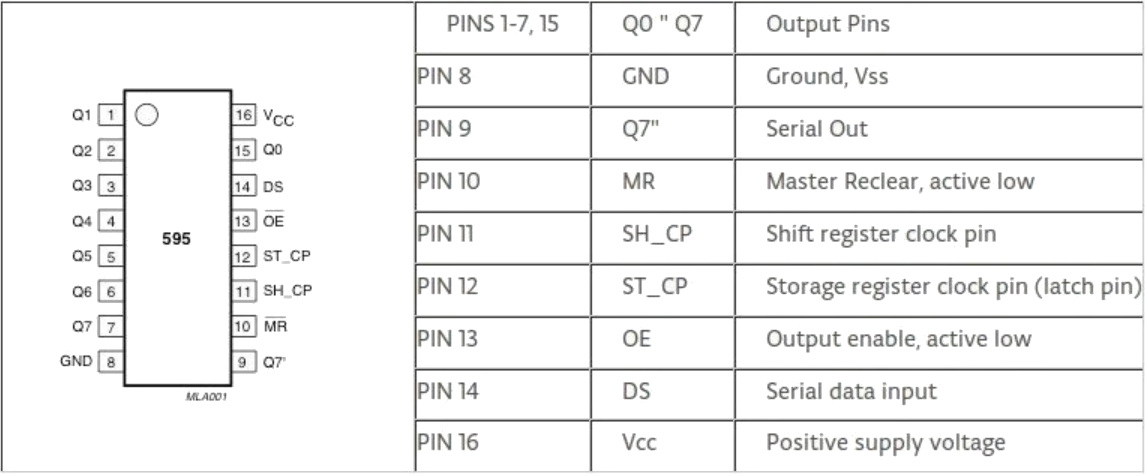 Q1 1 16 VCC
Q2 2 15 Q0
Q3 3 14 DS
Q4 4 13 OE
595
Q5 5 12 ST_CP
Q6 6 11 SH_CP
Q7 7 10 MR
GND 8 9 Q7'
MLA001
PINS 1-7, 15 Q0 " Q7 Output Pins
PIN 8 GND Ground, Vss
PIN 9 Q7" Serial Out
PIN 10 MR Master Reclear, active low
PIN 11 SH_CP Shift register clock pin
PIN 12 ST_CP Storage register clock pin (latch pin)
PIN 13 OE Output enable, active low
PIN 14 DS Serial data input
PIN 16 Vcc Positive supply voltage